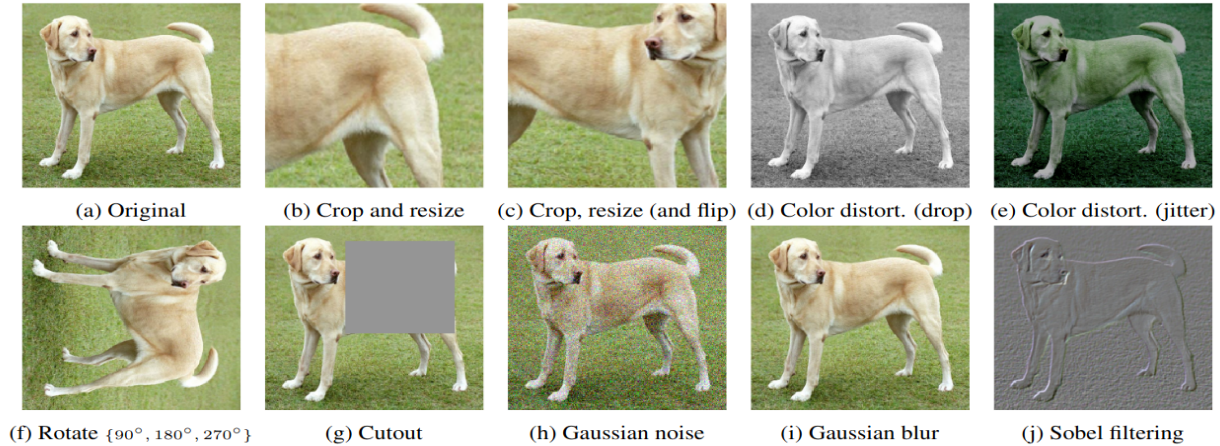 (a) Original
(b) Crop and resize
(c) Crop, resize (and flip)
(d) Color distort. (drop)
(e) Color distort. (jitter)
(f) Rotate {90°, 180°, 270°}
(g) Cutout
(h) Gaussian noise
(i) Gaussian blur
(j) Sobel filtering